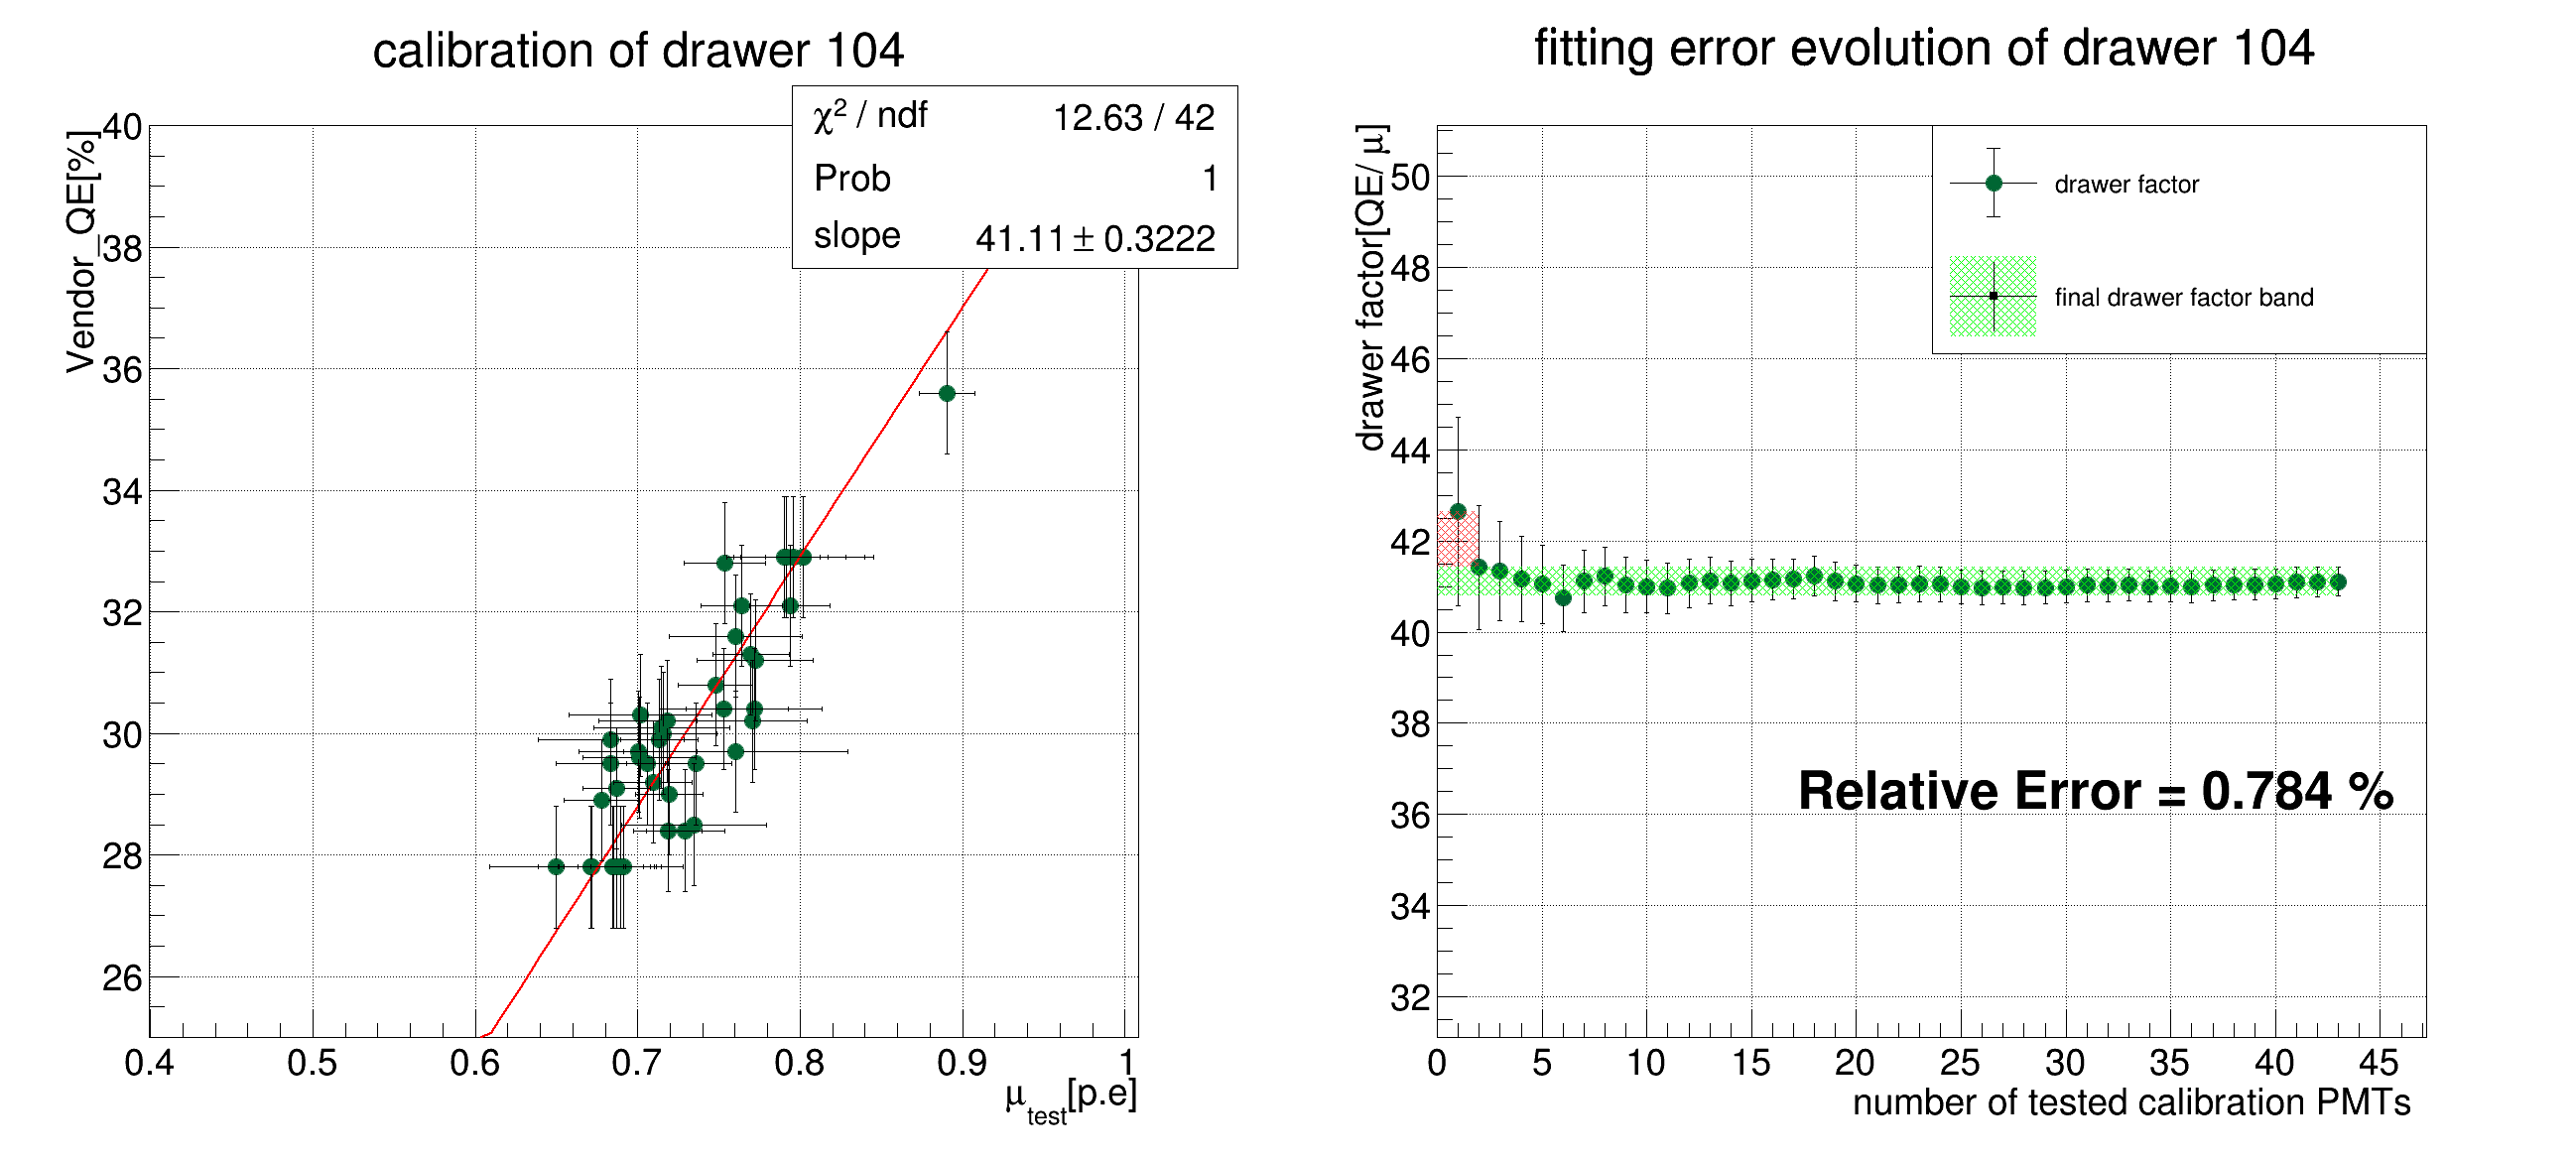 calibration of drawer 104
χ² / ndf 12.63 / 42
Prob 1
slope 41.11 ± 0.3222
Vendor_QE[%]
40
38
36
34
32
30
28
26
0.4 0.5 0.6 0.7 0.8 0.9 1
μtest[p.e]
fitting error evolution of drawer 104
drawer factor[QE/ μ]
drawer factor
final drawer factor band
50
48
46
44
42
40
38
36
34
32
Relative Error = 0.784 %
0 5 10 15 20 25 30 35 40 45
number of tested calibration PMTs